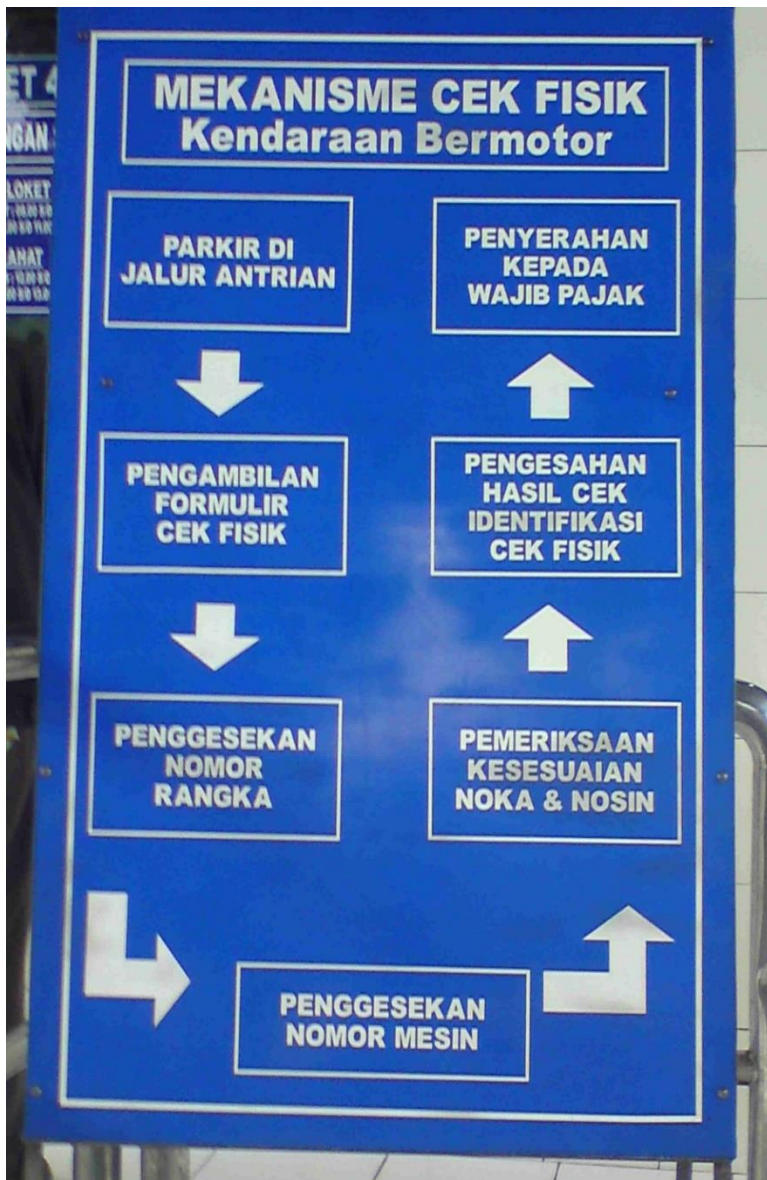 MEKANISME CEK FISIK
Kendaraan Bermotor
PARKIR DI
JALUR ANTRIAN
PENGAMBILAN
FORMULIR
CEK FISIK
PENGGESEKAN
NOMOR
RANGKA
PENGGESEKAN
NOMOR MESIN
PEMERIKSAAN
KESESUAIAN
NOKA & NOSIN
PENGESAHAN
HASIL CEK
IDENTIFIKASI
CEK FISIK
PENYERAHAN
KEPADA
WAJIB PAJAK